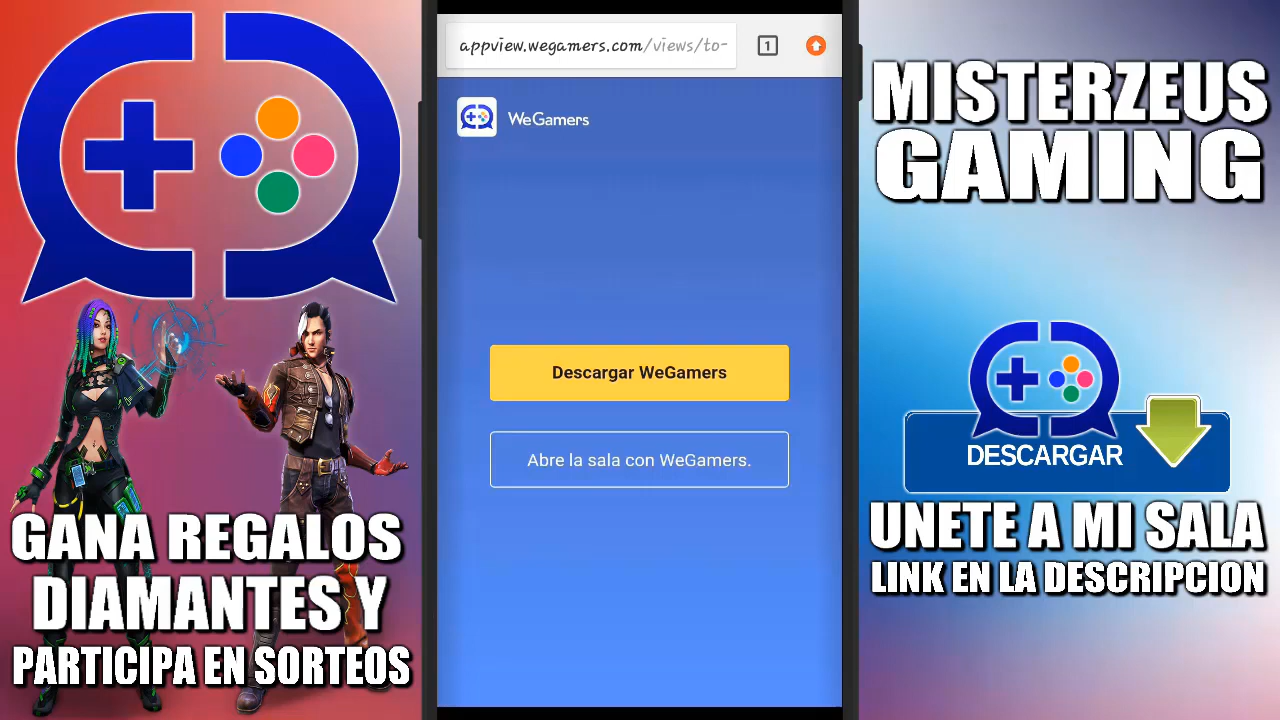 GANA REGALOS
DIAMANTES Y
PARTICIPA EN SORTEOS
appview.wegamers.com/views/to-
1
WeGamers
Descargar WeGamers
Abre la sala con WeGamers.
MISTERZEUS
GAMING
DESCARGAR
UNETE A MI SALA
LINK EN LA DESCRIPCION